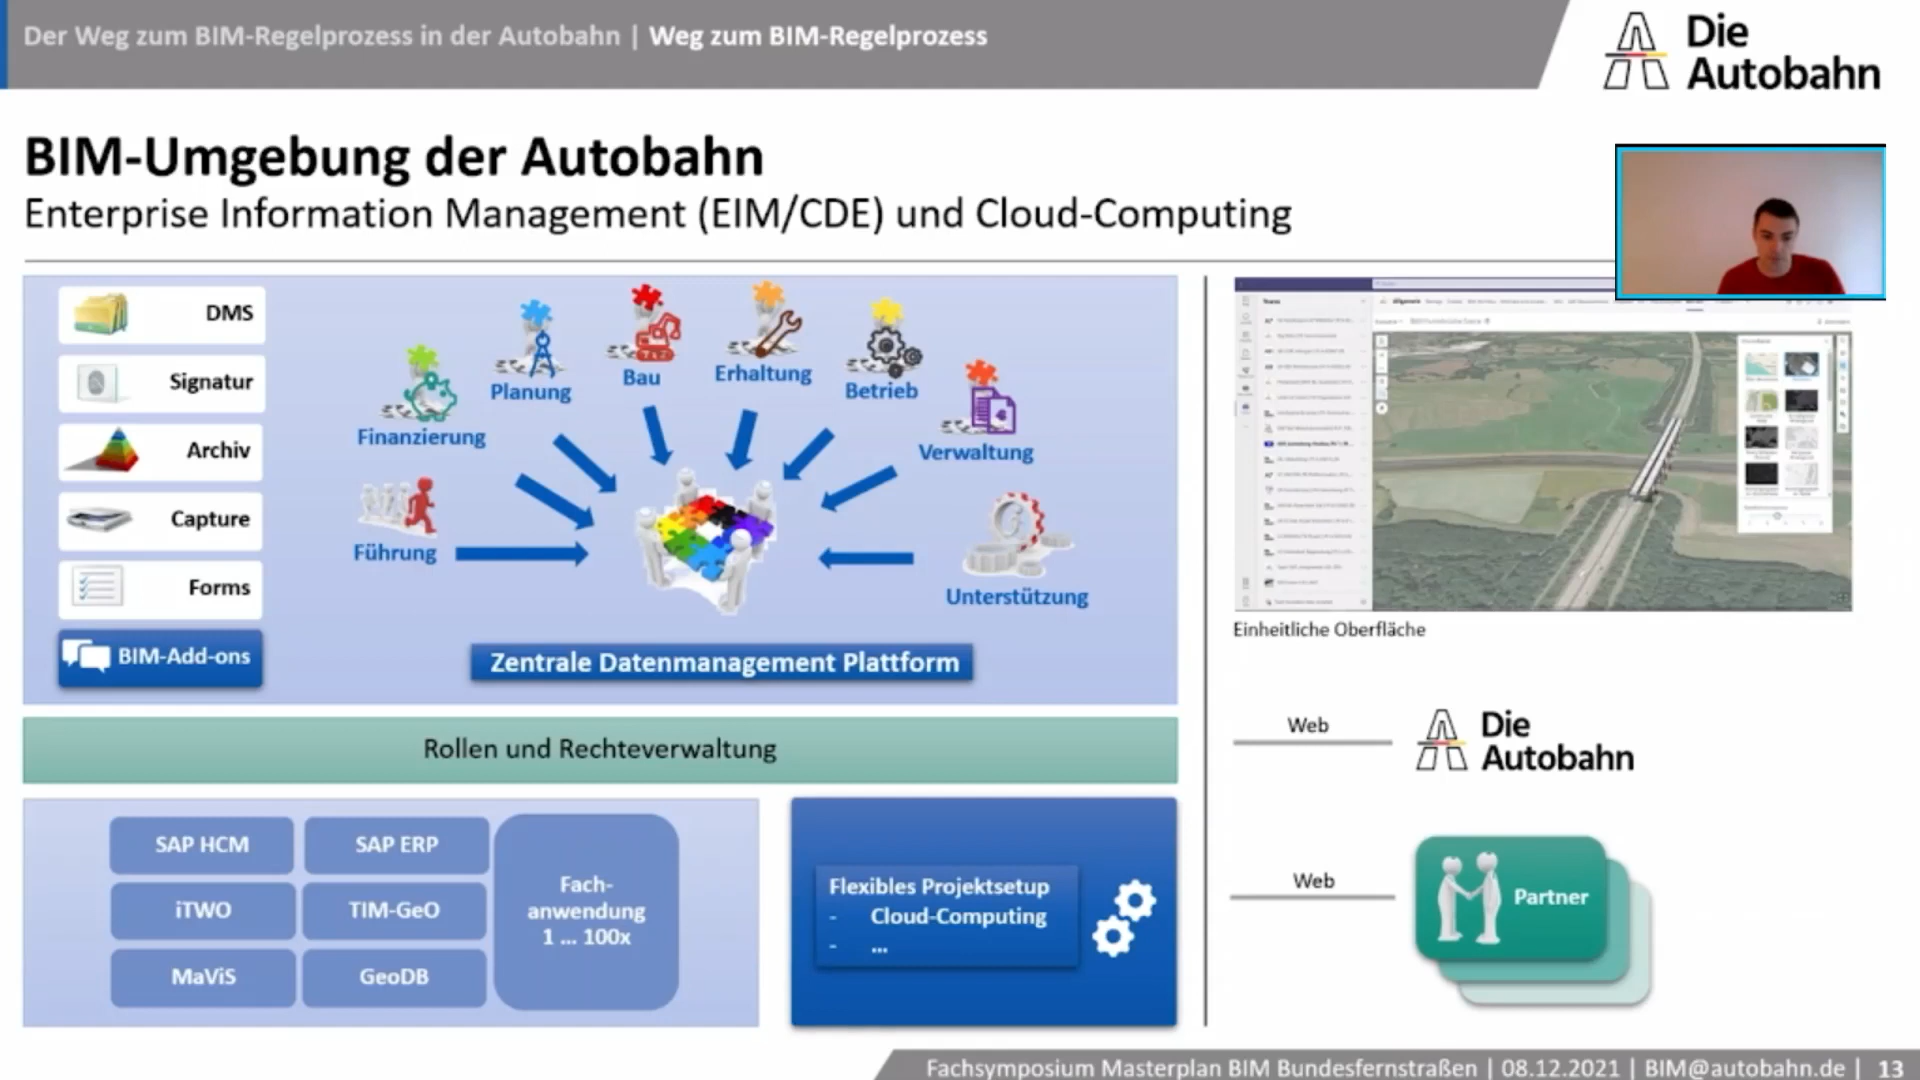 Der Weg zum BIM-Regelprozess in der Autobahn | Weg zum BIM-Regelprozess
Die
Autobahn
BIM-Umgebung der Autobahn
Enterprise Information Management (EIM/CDE) und Cloud-Computing
DMS
Signatur
Archiv
Capture
Forms
BIM-Add-ons
Führung
Finanzierung
Planung
Bau
Erhaltung
Betrieb
Verwaltung
Unterstützung
Zentrale Datenmanagement Plattform
Rollen und Rechteverwaltung
SAP HCM
SAP ERP
iTWO
TIM-GeO
MaViS
GeoDB
Fach-
anwendung
1 ... 100x
Flexibles Projektsetup
- Cloud-Computing
- ...
Teams
Allgemein
Einheitliche Oberfläche
Web
Die
Autobahn
Web
Partner
Fachsymposium Masterplan BIM Bundesfernstraßen | 08.12.2021 | BIM@autobahn.de | 13